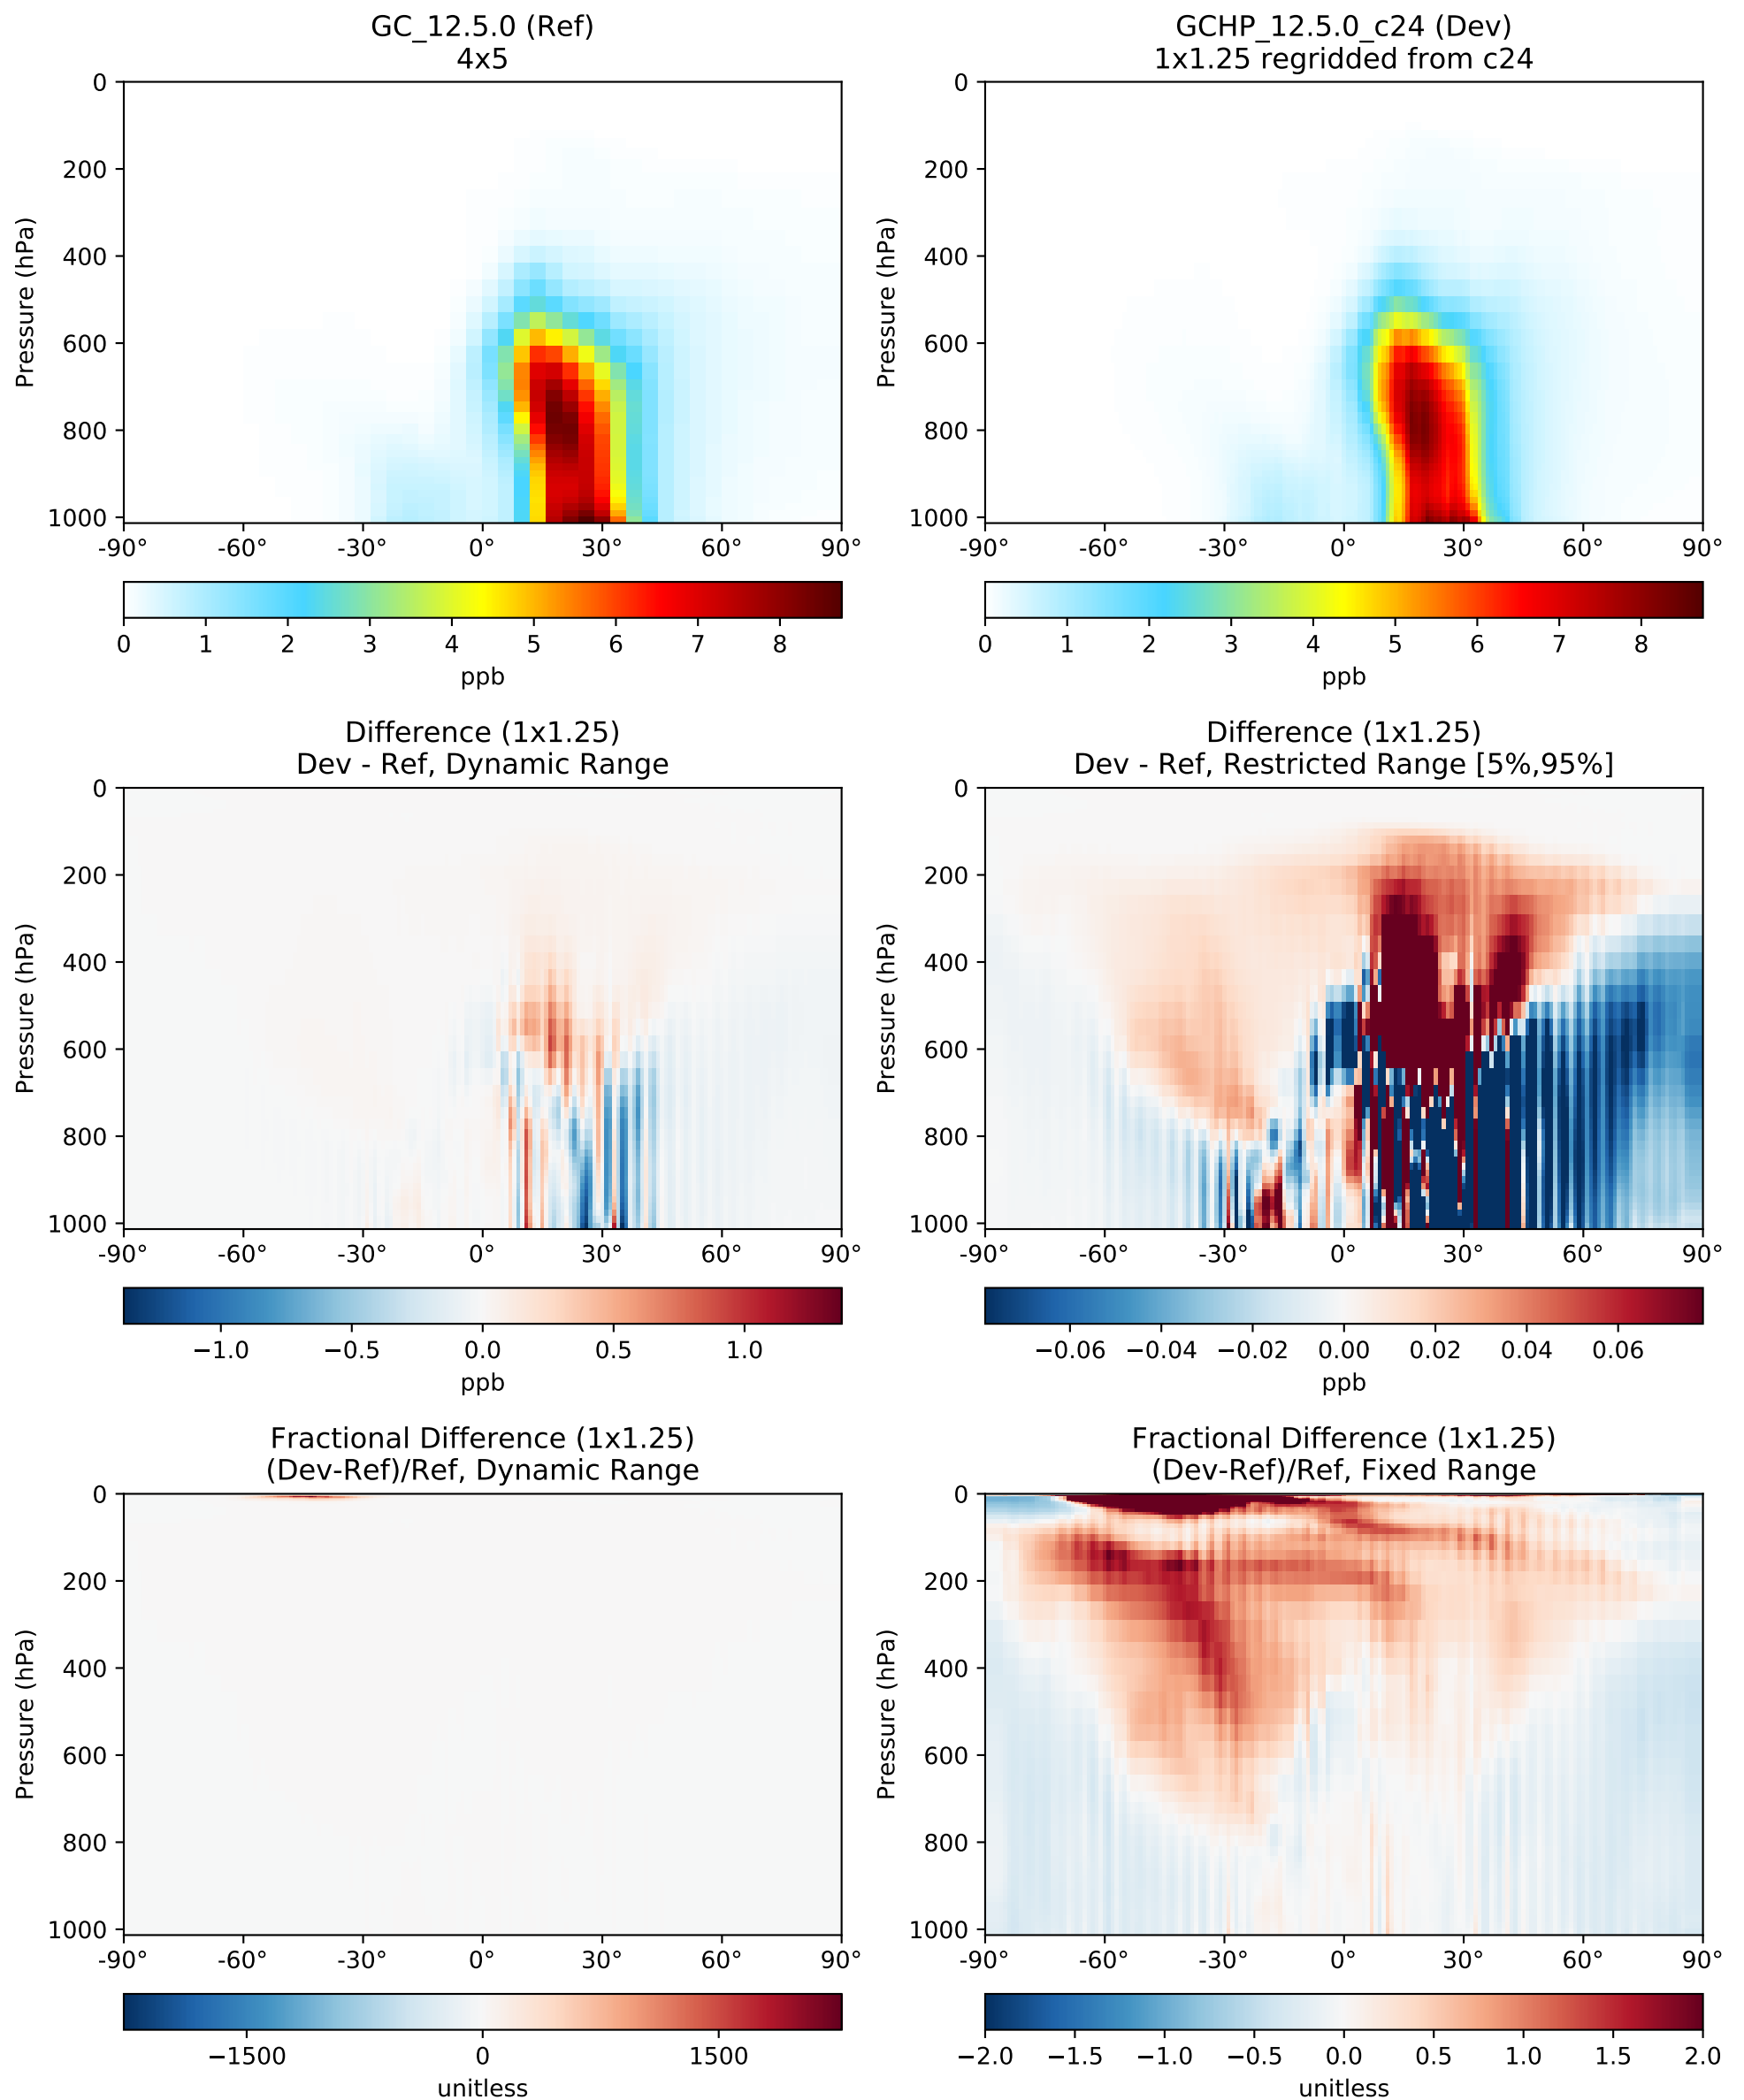 GC_12.5.0 (Ref)
4x5
GCHP_12.5.0_c24 (Dev)
1x1.25 regridded from c24
Pressure (hPa)
0
200
400
600
800
1000
-90° -60° -30° 0° 30° 60° 90°
0 1 2 3 4 5 6 7 8
ppb
Pressure (hPa)
0
200
400
600
800
1000
-90° -60° -30° 0° 30° 60° 90°
0 1 2 3 4 5 6 7 8
ppb
Difference (1x1.25)
Dev - Ref, Dynamic Range
Difference (1x1.25)
Dev - Ref, Restricted Range [5%,95%]
Pressure (hPa)
0
200
400
600
800
1000
-90° -60° -30° 0° 30° 60° 90°
−1.0 −0.5 0.0 0.5 1.0
ppb
Pressure (hPa)
0
200
400
600
800
1000
-90° -60° -30° 0° 30° 60° 90°
−0.06 −0.04 −0.02 0.00 0.02 0.04 0.06
ppb
Fractional Difference (1x1.25)
(Dev-Ref)/Ref, Dynamic Range
Fractional Difference (1x1.25)
(Dev-Ref)/Ref, Fixed Range
Pressure (hPa)
0
200
400
600
800
1000
-90° -60° -30° 0° 30° 60° 90°
−1500 0 1500
unitless
Pressure (hPa)
0
200
400
600
800
1000
-90° -60° -30° 0° 30° 60° 90°
−2.0 −1.5 −1.0 −0.5 0.0 0.5 1.0 1.5 2.0
unitless